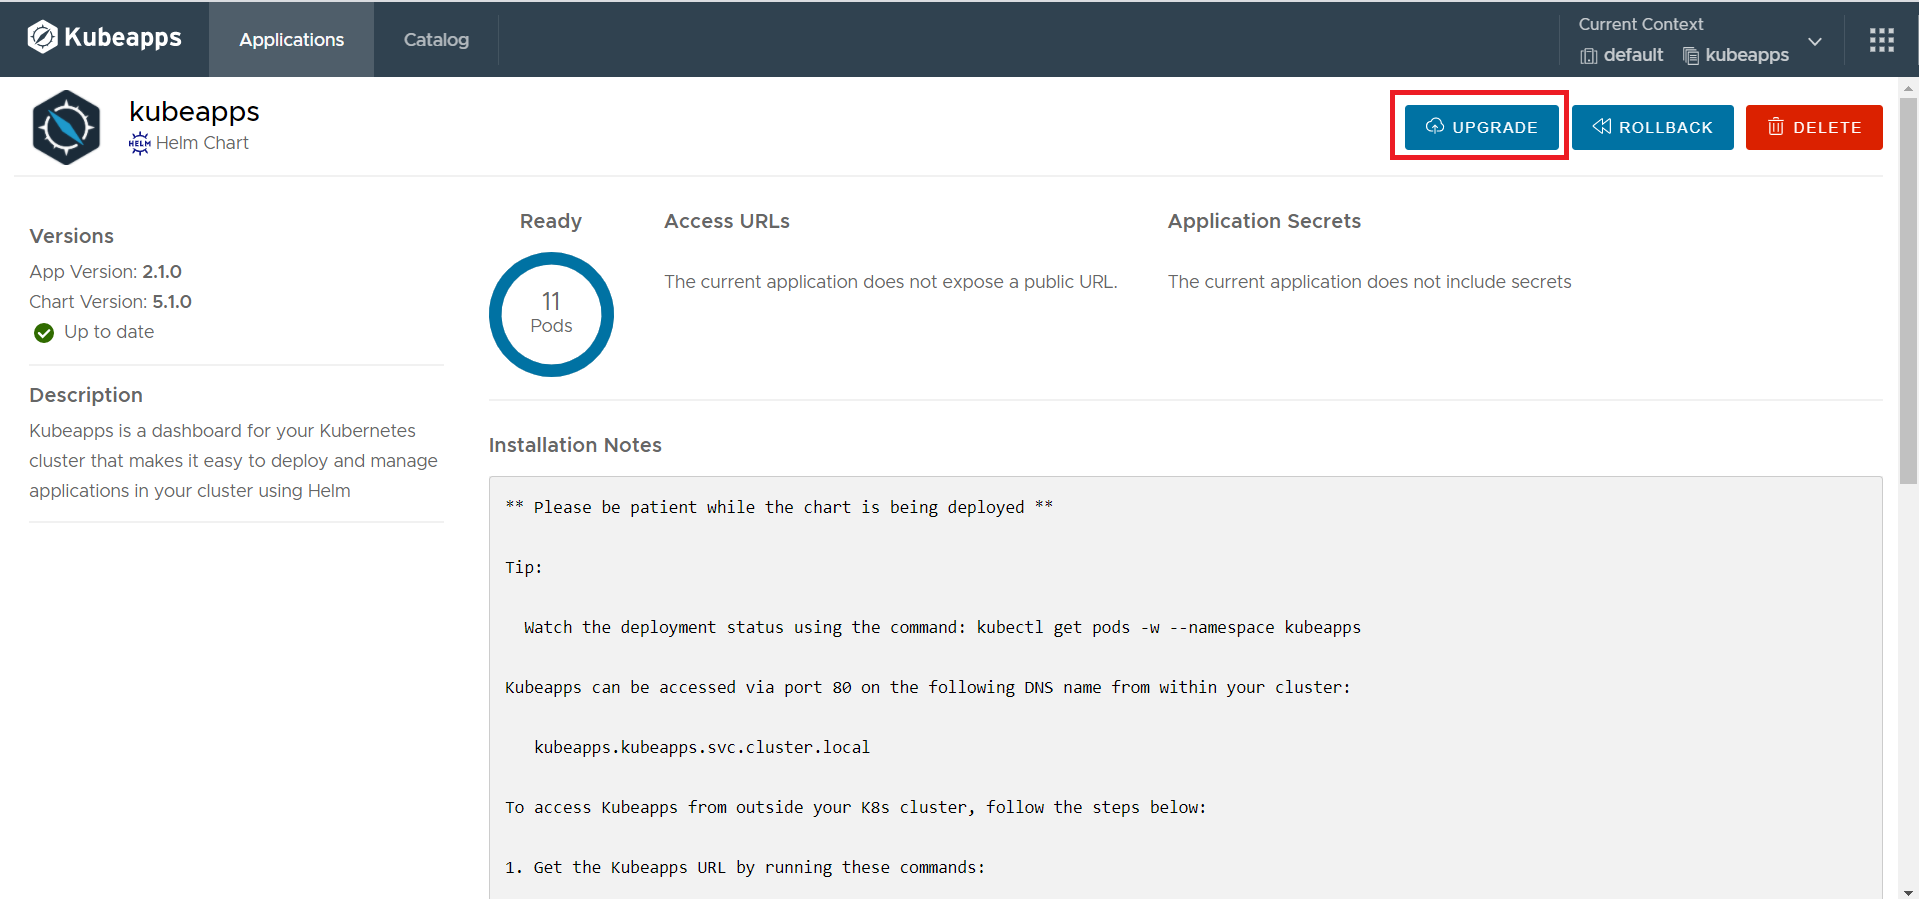 Kubeapps
Applications
Catalog
Current Context
default kubeapps
kubeapps
HELM Helm Chart
UPGRADE
ROLLBACK
DELETE
Versions
App Version: 2.1.0
Chart Version: 5.1.0
Up to date
Description
Kubeapps is a dashboard for your Kubernetes
cluster that makes it easy to deploy and manage
applications in your cluster using Helm
Ready
11
Pods
Access URLs
The current application does not expose a public URL.
Application Secrets
The current application does not include secrets
Installation Notes
** Please be patient while the chart is being deployed **
Tip:
Watch the deployment status using the command: kubectl get pods -w --namespace kubeapps
Kubeapps can be accessed via port 80 on the following DNS name from within your cluster:
kubeapps.kubeapps.svc.cluster.local
To access Kubeapps from outside your K8s cluster, follow the steps below:
1. Get the Kubeapps URL by running these commands: